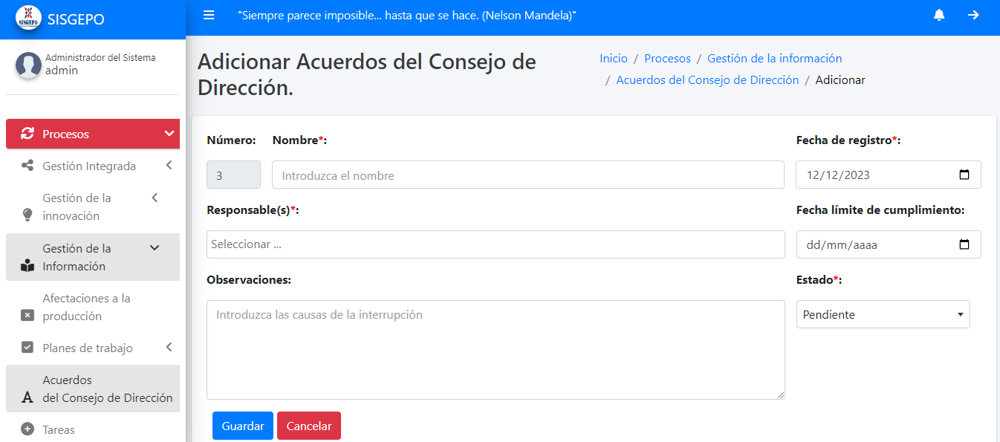 SISGEPO
SISGEPO
"Siempre parece imposible... hasta que se hace. (Nelson Mandela)"
Administrador del Sistema
admin
Procesos
Gestión Integrada
Gestión de la
innovación
Gestión de la
Información
Afectaciones a la
producción
Planes de trabajo
Acuerdos
del Consejo de Dirección
Tareas
Adicionar Acuerdos del Consejo de
Dirección.
Inicio / Procesos / Gestión de la información
/ Acuerdos del Consejo de Dirección / Adicionar
Número: Nombre*: Fecha de registro*:
3 Introduzca el nombre 12/12/2023
Responsable(s)*: Fecha límite de cumplimiento:
Seleccionar ... dd/mm/aaaa
Observaciones: Estado*:
Introduzca las causas de la interrupción Pendiente
Guardar Cancelar